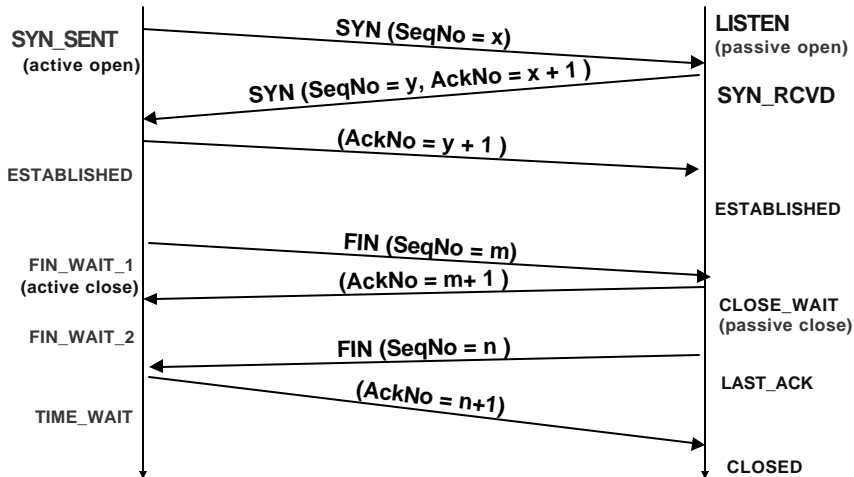 SYN (SeqNo = x)
LISTEN
SYN_SENT
(passive open)
(active open)
SYN (SeqNo = y, AckNo = x + 1 )
SYN_RCVD
(AckNo = y + 1 )
ESTABLISHED
ESTABLISHED
FIN (SeqNo = m)
FIN_WAIT_1
(AckNo = m+ 1 )
(active close)
CLOSE_WAIT
(passive close)
FIN_WAIT_2
FIN (SeqNo = n )
LAST_ACK
(AckNo = n+1)
TIME_WAIT
CLOSED